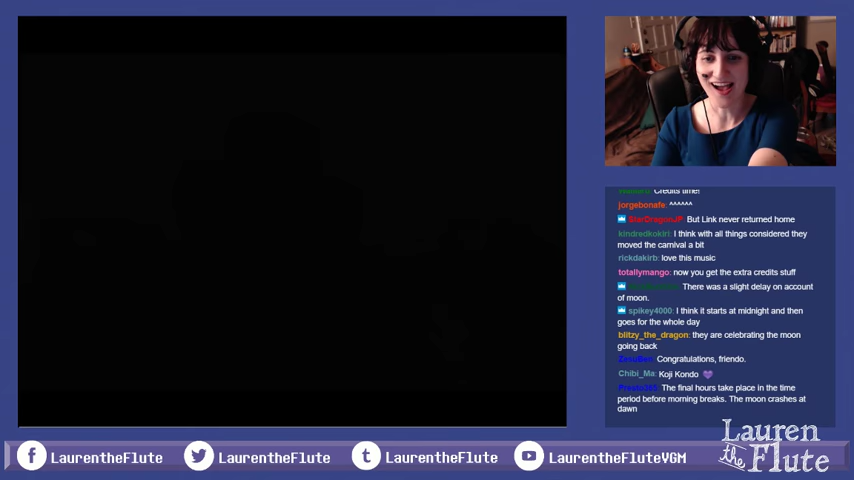 Credits time!
jorgebonafe: ^^^^^^
StarDragonJP: But Link never returned home
kindredkokiri: I think with all things considered they
moved the carnival a bit
rickdakirb: love this music
totallymango: now you get the extra credits stuff
There was a slight delay on account
of moon.
spikey4000: I think it starts at midnight and then
goes for the whole day
blitzy_the_dragon: they are celebrating the moon
going back
Congratulations, friendo.
Chibi_Ma: Koji Kondo
The final hours take place in the time
period before morning breaks. The moon crashes at
dawn
Lauren
the Flute
LaurentheFlute
LaurentheFlute
LaurentheFlute
LaurentheFluteVGM